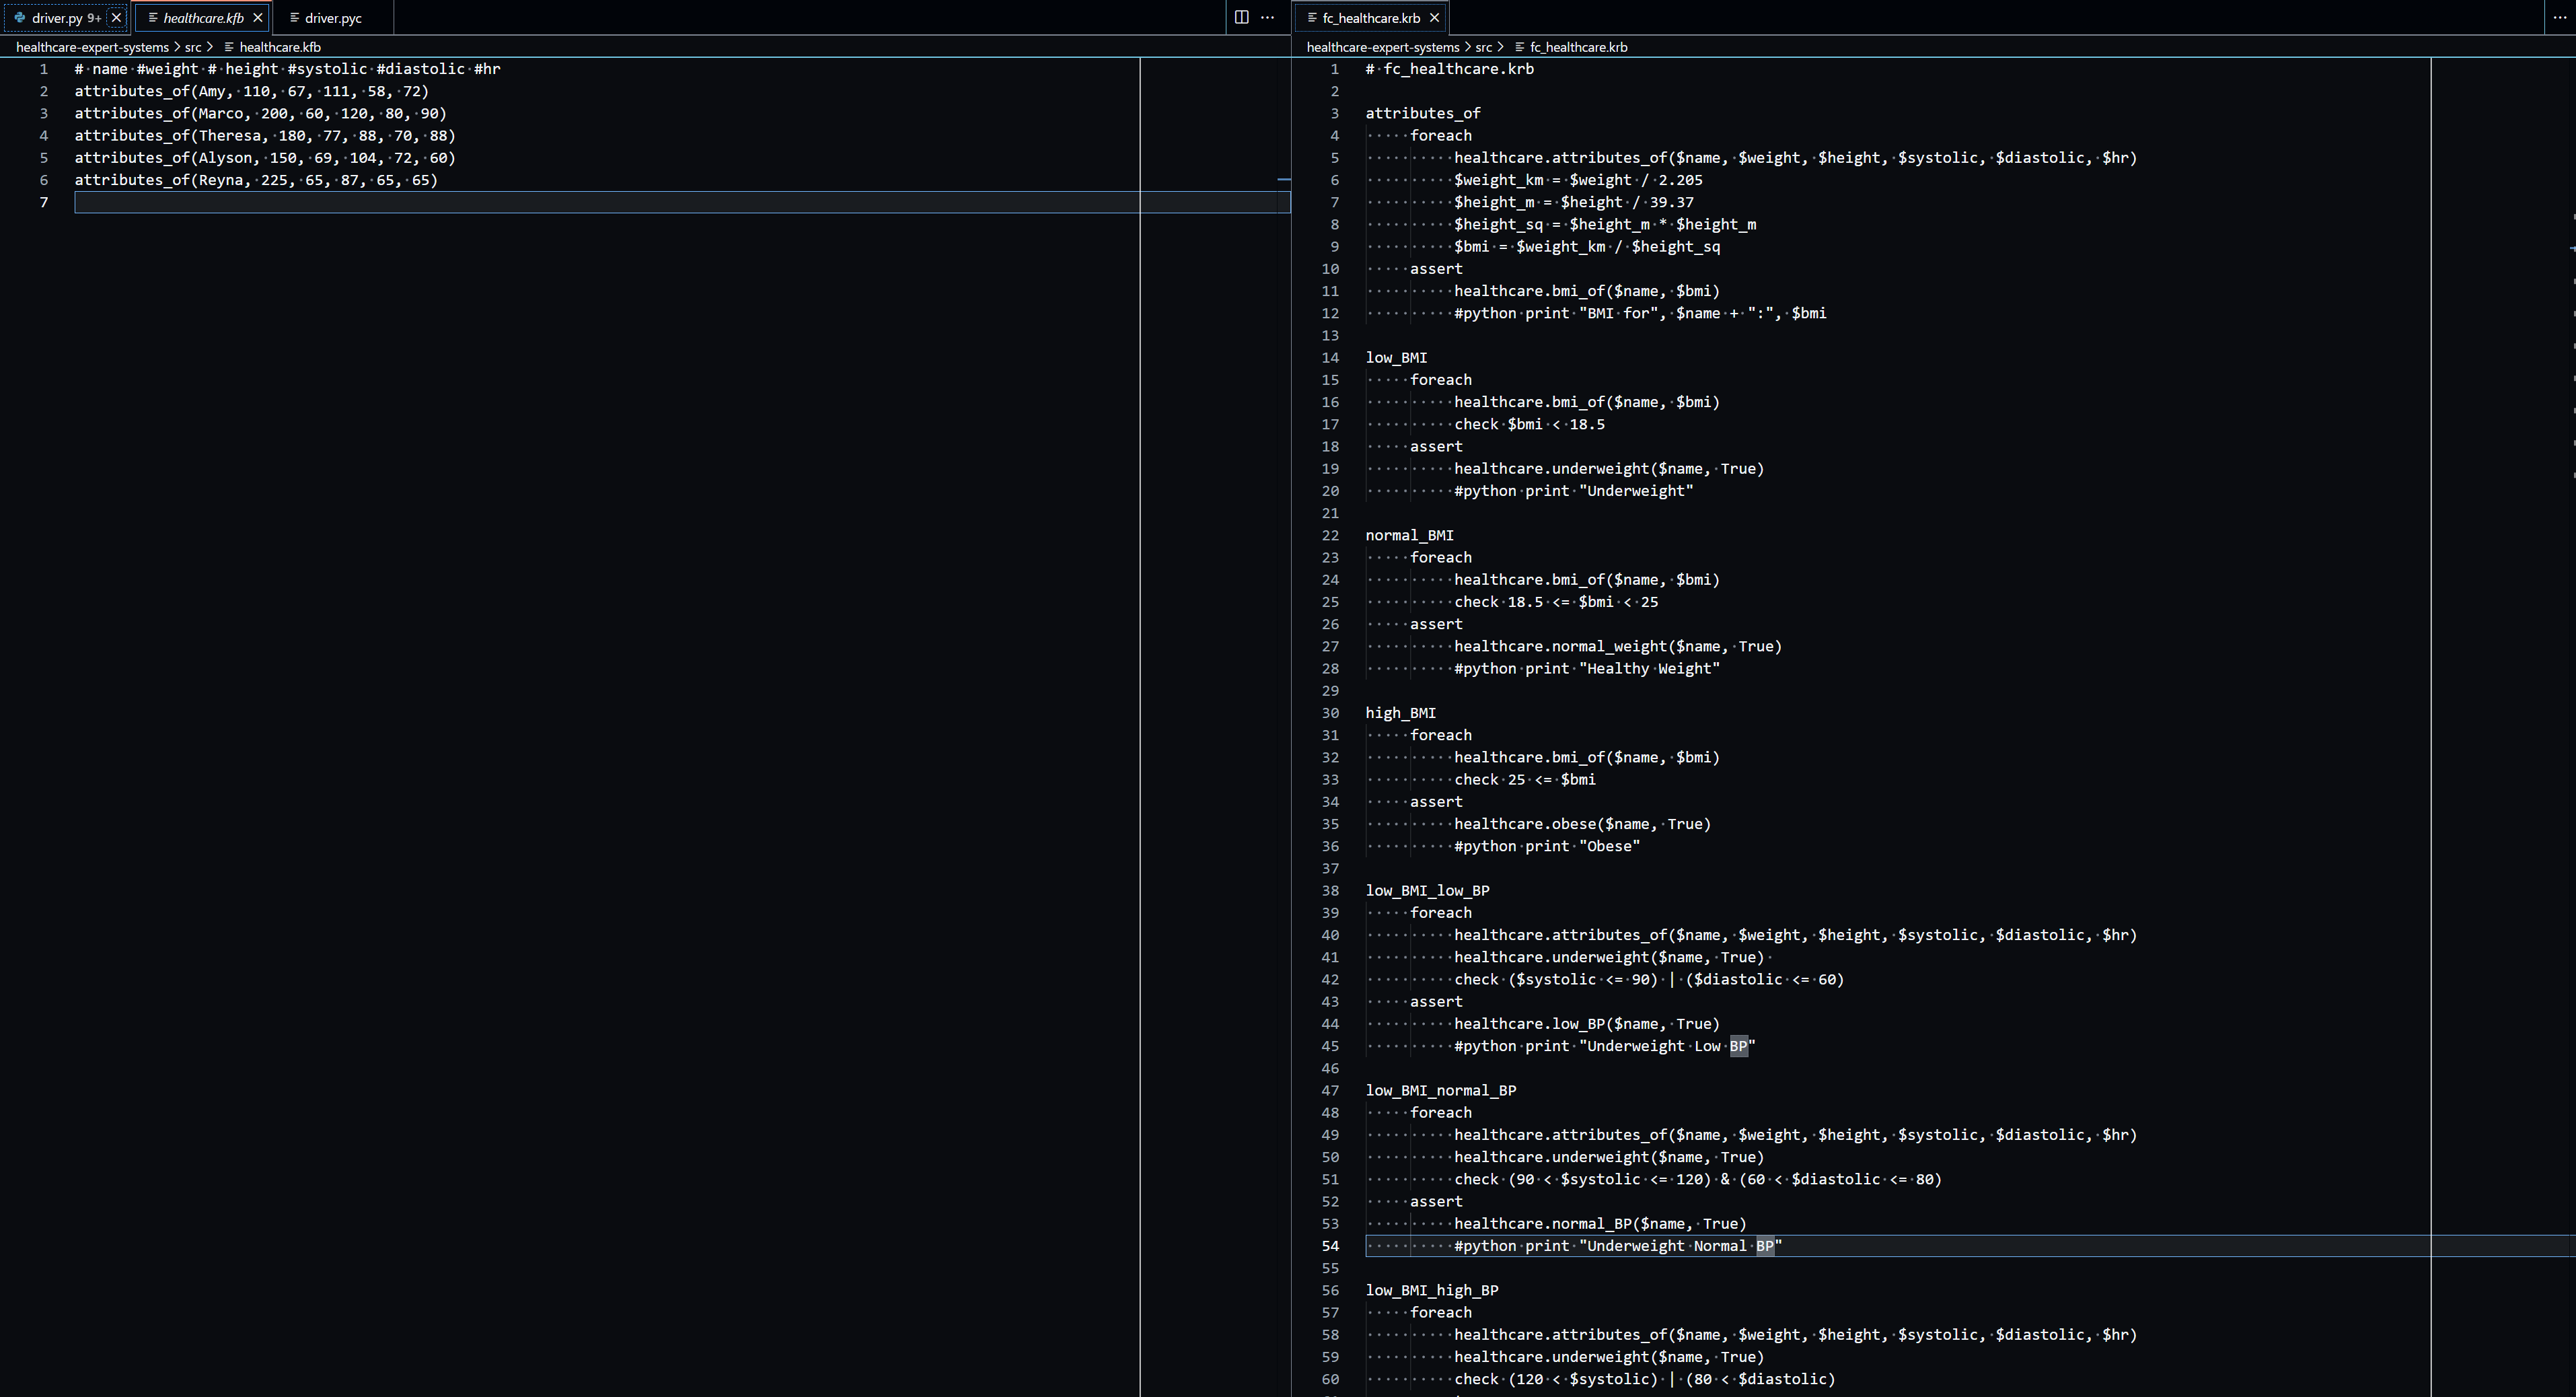 driver.py 9+ healthcare.kfb driver.pyc
healthcare-expert-systems > src > healthcare.kfb
1 # name #weight # height #systolic #diastolic #hr
2 attributes_of(Amy, 110, 67, 111, 58, 72)
3 attributes_of(Marco, 200, 60, 120, 80, 90)
4 attributes_of(Theresa, 180, 77, 88, 70, 88)
5 attributes_of(Alyson, 150, 69, 104, 72, 60)
6 attributes_of(Reyna, 225, 65, 87, 65, 65)
7
fc_healthcare.krb
healthcare-expert-systems > src > fc_healthcare.krb
1 # fc_healthcare.krb
2
3 attributes_of
4      foreach
5           healthcare.attributes_of($name, $weight, $height, $systolic, $diastolic, $hr)
6           $weight_km = $weight / 2.205
7           $height_m = $height / 39.37
8           $height_sq = $height_m * $height_m
9           $bmi = $weight_km / $height_sq
10      assert
11           healthcare.bmi_of($name, $bmi)
12           #python print "BMI for", $name + ":", $bmi
13
14 low_BMI
15      foreach
16           healthcare.bmi_of($name, $bmi)
17           check $bmi < 18.5
18      assert
19           healthcare.underweight($name, True)
20           #python print "Underweight"
21
22 normal_BMI
23      foreach
24           healthcare.bmi_of($name, $bmi)
25           check 18.5 <= $bmi < 25
26      assert
27           healthcare.normal_weight($name, True)
28           #python print "Healthy Weight"
29
30 high_BMI
31      foreach
32           healthcare.bmi_of($name, $bmi)
33           check 25 <= $bmi
34      assert
35           healthcare.obese($name, True)
36           #python print "Obese"
37
38 low_BMI_low_BP
39      foreach
40           healthcare.attributes_of($name, $weight, $height, $systolic, $diastolic, $hr)
41           healthcare.underweight($name, True)
42           check ($systolic <= 90) | ($diastolic <= 60)
43      assert
44           healthcare.low_BP($name, True)
45           #python print "Underweight Low BP"
46
47 low_BMI_normal_BP
48      foreach
49           healthcare.attributes_of($name, $weight, $height, $systolic, $diastolic, $hr)
50           healthcare.underweight($name, True)
51           check (90 < $systolic <= 120) & (60 < $diastolic <= 80)
52      assert
53           healthcare.normal_BP($name, True)
54           #python print "Underweight Normal BP"
55
56 low_BMI_high_BP
57      foreach
58           healthcare.attributes_of($name, $weight, $height, $systolic, $diastolic, $hr)
59           healthcare.underweight($name, True)
60           check (120 < $systolic) | (80 < $diastolic)